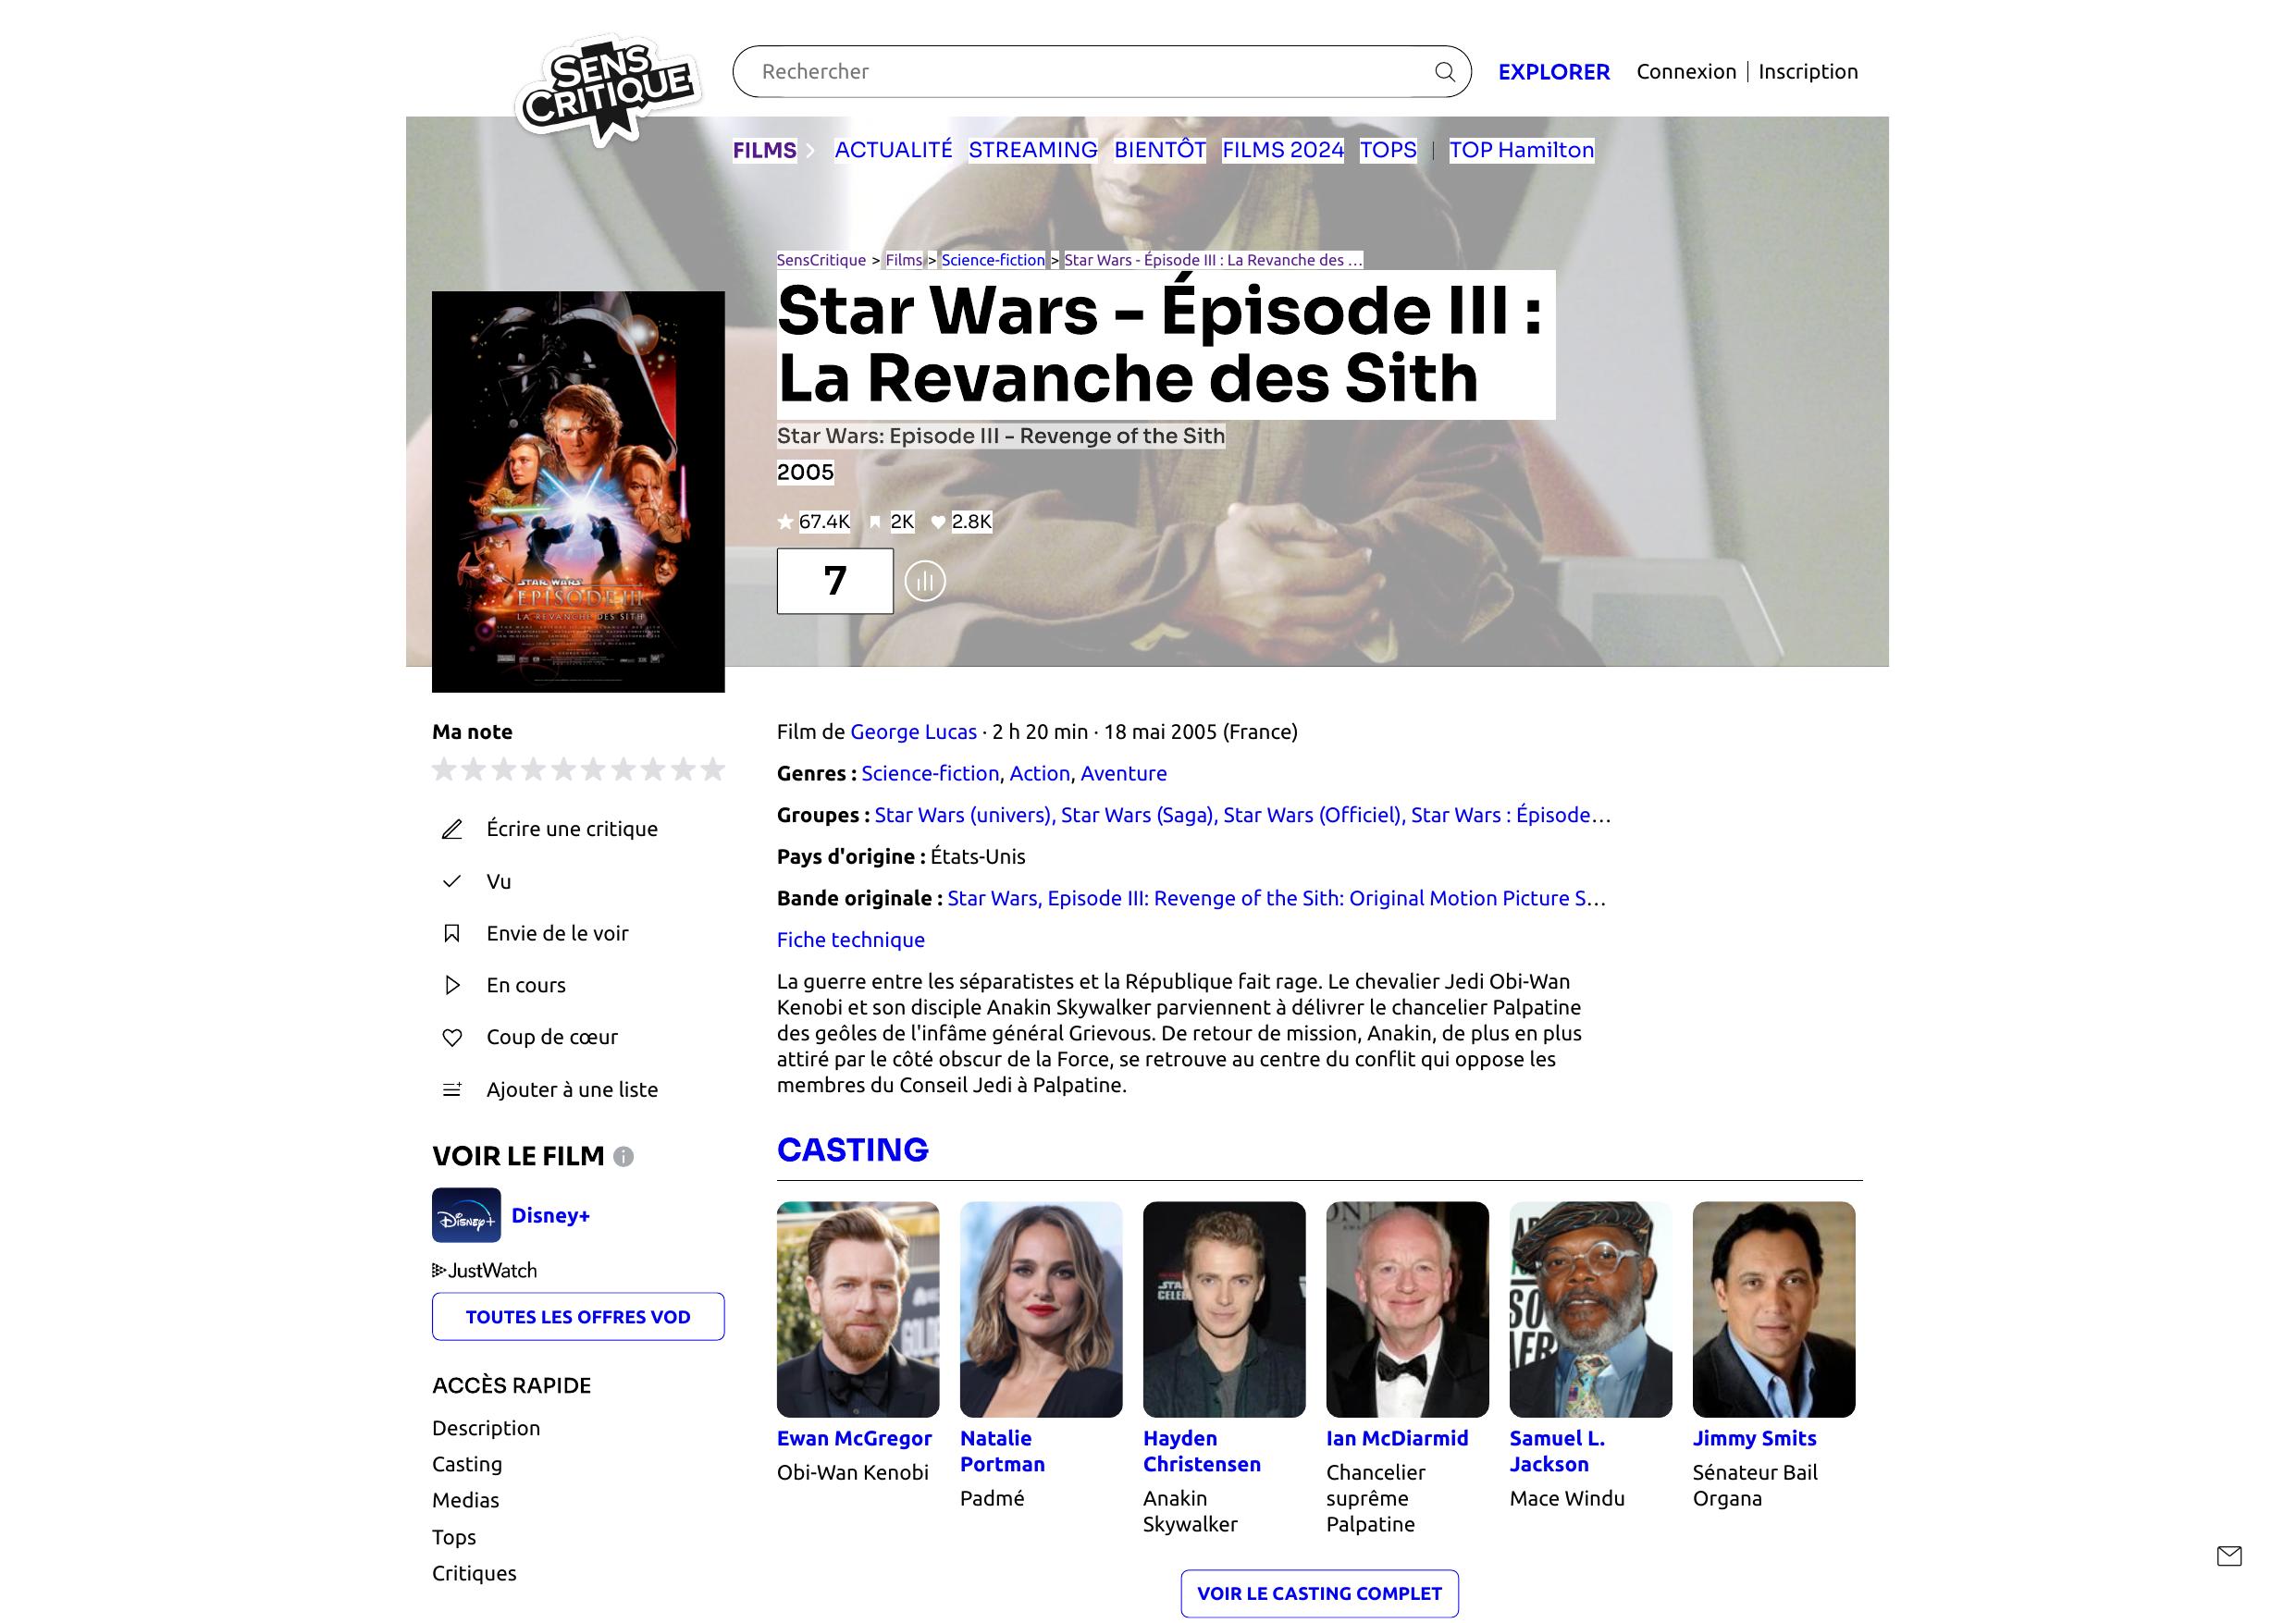 SENS
CRITIQUE
Rechercher
EXPLORER
Connexion | Inscription
FILMS
ACTUALITÉ
STREAMING
BIENTÔT
FILMS 2024
TOPS
|
TOP Hamilton
SensCritique > Films > Science-fiction > Star Wars - Épisode III : La Revanche des ...
Star Wars - Épisode III :
La Revanche des Sith
Star Wars: Episode III - Revenge of the Sith
2005
67.4K 2K 2.8K
7
STAR WARS
EPISODE III
LA REVANCHE DES SITH
Ma note
Écrire une critique
Vu
Envie de le voir
En cours
Coup de cœur
Ajouter à une liste
VOIR LE FILM
Disney+
Disney+
JustWatch
TOUTES LES OFFRES VOD
ACCÈS RAPIDE
Description
Casting
Medias
Tops
Critiques
Film de George Lucas · 2 h 20 min · 18 mai 2005 (France)
Genres : Science-fiction, Action, Aventure
Groupes : Star Wars (univers), Star Wars (Saga), Star Wars (Officiel), Star Wars : Épisode...
Pays d'origine : États-Unis
Bande originale : Star Wars, Episode III: Revenge of the Sith: Original Motion Picture S...
Fiche technique
La guerre entre les séparatistes et la République fait rage. Le chevalier Jedi Obi-Wan
Kenobi et son disciple Anakin Skywalker parviennent à délivrer le chancelier Palpatine
des geôles de l'infâme général Grievous. De retour de mission, Anakin, de plus en plus
attiré par le côté obscur de la Force, se retrouve au centre du conflit qui oppose les
membres du Conseil Jedi à Palpatine.
CASTING
Ewan McGregor
Obi-Wan Kenobi
Natalie
Portman
Padmé
Hayden
Christensen
Anakin
Skywalker
Ian McDiarmid
Chancelier
suprême
Palpatine
Samuel L.
Jackson
Mace Windu
Jimmy Smits
Sénateur Bail
Organa
VOIR LE CASTING COMPLET